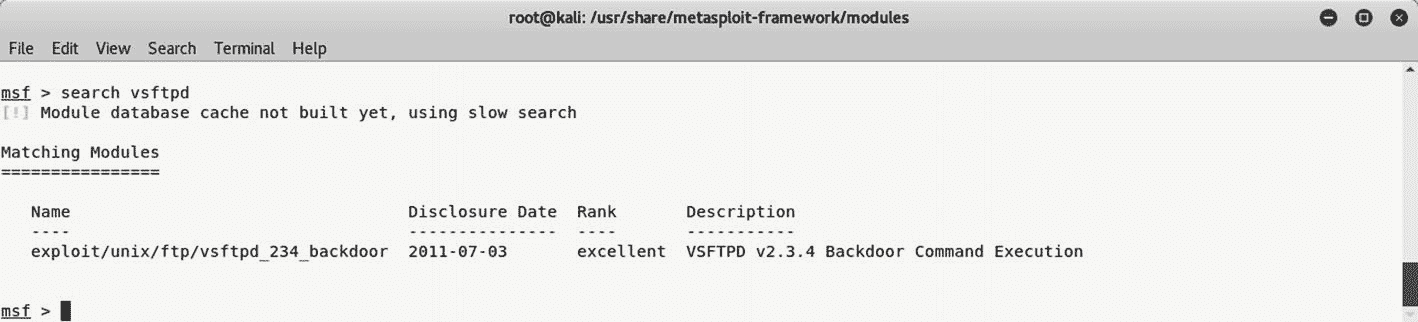 root@kali: /usr/share/metasploit-framework/modules
File Edit View Search Terminal Help
msf > search vsftpd
[!] Module database cache not built yet, using slow search
Matching Modules
================
Name Disclosure Date Rank Description
---- --------------- ---- -----------
exploit/unix/ftp/vsftpd_234_backdoor 2011-07-03 excellent VSFTPD v2.3.4 Backdoor Command Execution
msf >